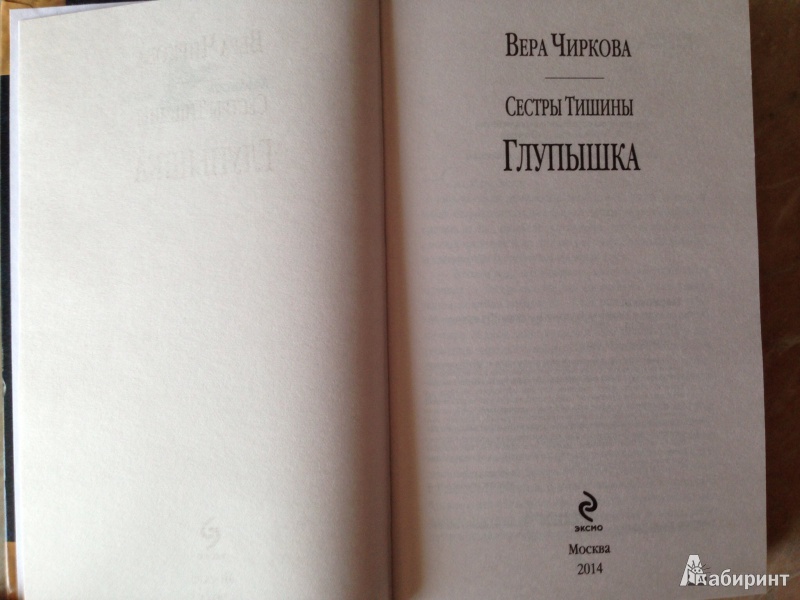 ВЕРА ЧИРКОВА
СЕСТРЫ ТИШИНЫ
ГЛУПЫШКА
ЭКСМО
Москва
2014
Лабиринт